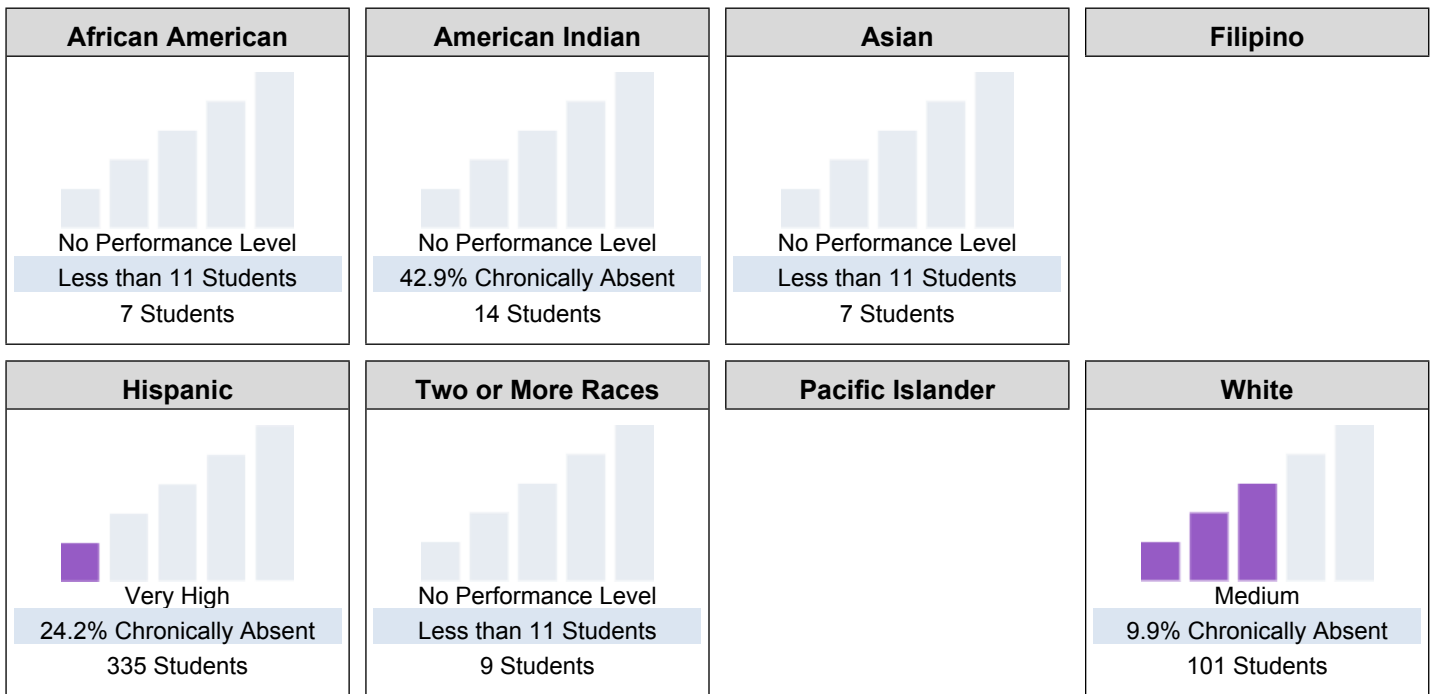 African American
No Performance Level
Less than 11 Students
7 Students
American Indian
No Performance Level
42.9% Chronically Absent
14 Students
Asian
No Performance Level
Less than 11 Students
7 Students
Filipino
Hispanic
Very High
24.2% Chronically Absent
335 Students
Two or More Races
No Performance Level
Less than 11 Students
9 Students
Pacific Islander
White
Medium
9.9% Chronically Absent
101 Students